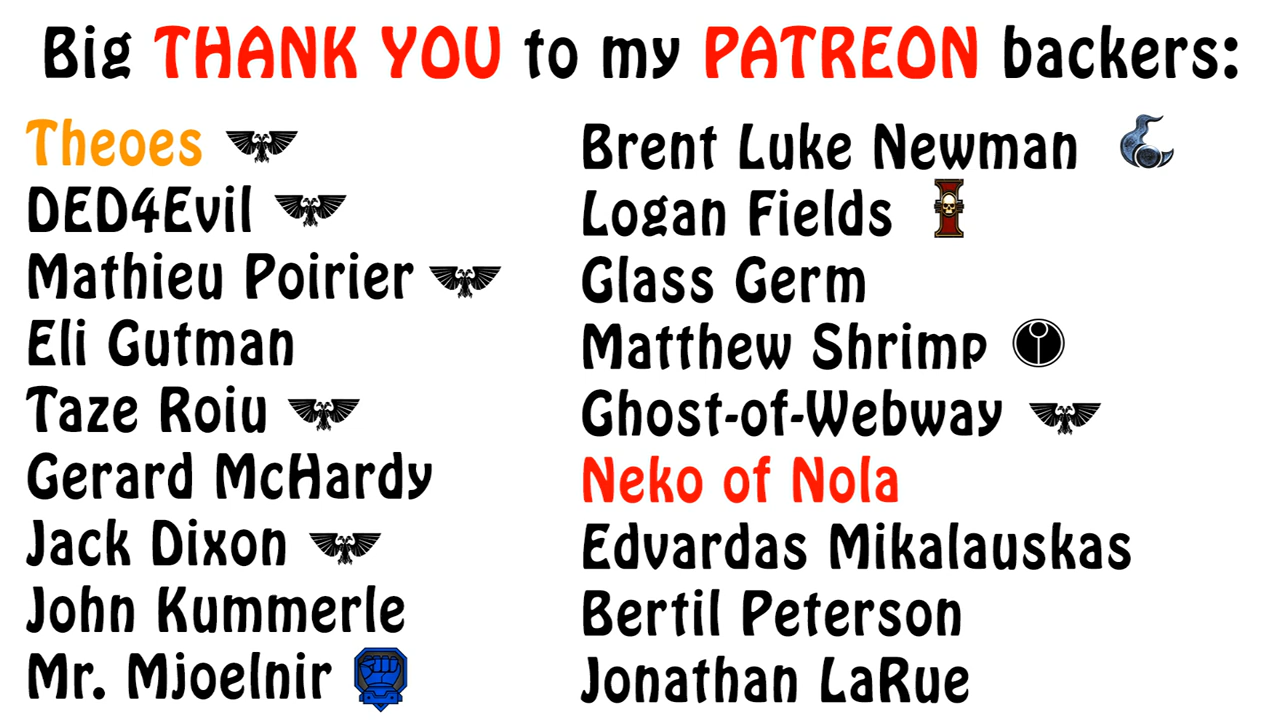 Big THANK YOU to my PATREON backers:
Theoes
DED4Evil
Mathieu Poirier
Eli Gutman
Taze Roiu
Gerard McHardy
Jack Dixon
John Kummerle
Mr. Mjoelnir
Brent Luke Newman
Logan Fields
Glass Germ
Matthew Shrimp
Ghost-of-Webway
Neko of Nola
Edvardas Mikalauskas
Bertil Peterson
Jonathan LaRue